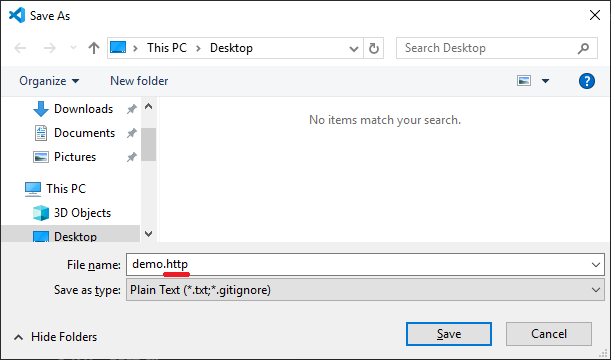 Save As
This PC
Desktop
Search Desktop
Organize
New folder
?
Downloads
Documents
Pictures
This PC
3D Objects
Desktop
No items match your search.
File name: demo.http
Save as type: Plain Text (*.txt;*.gitignore)
Hide Folders
Save
Cancel